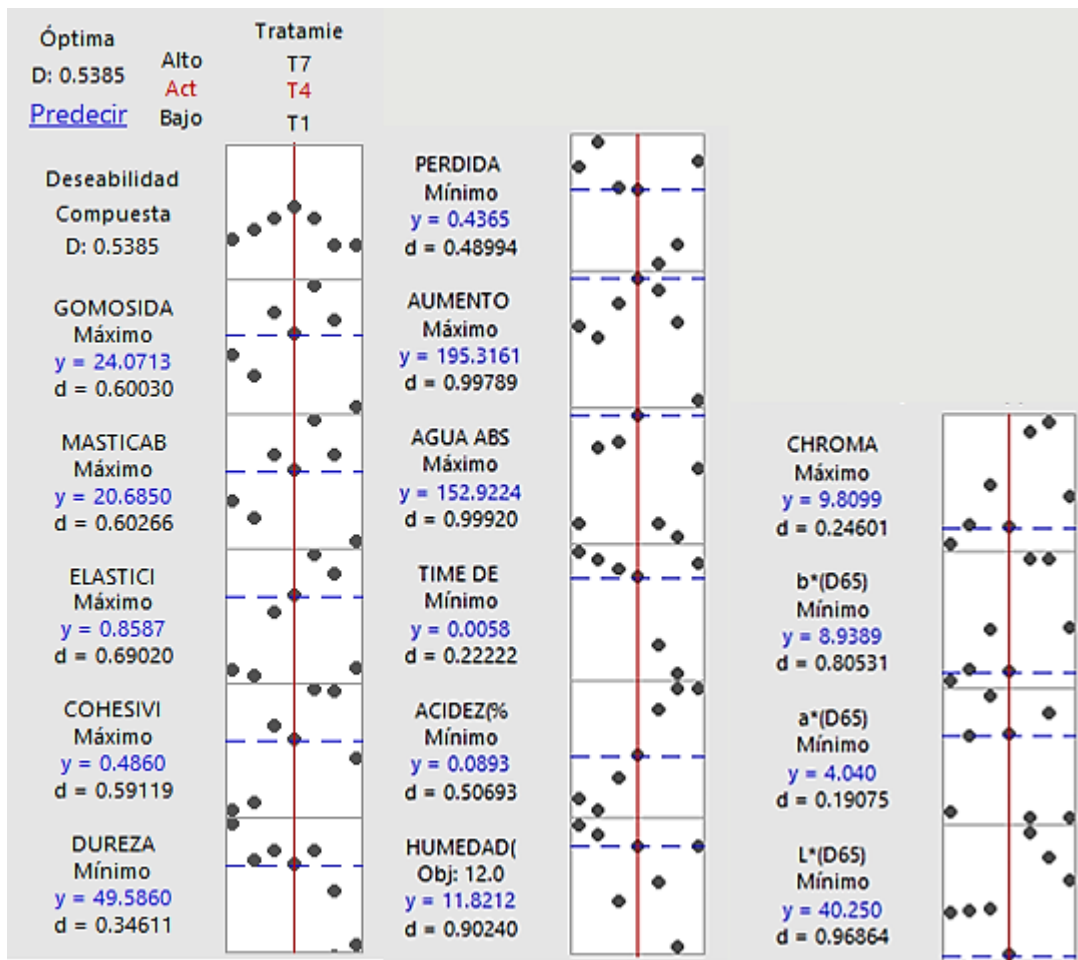 Óptima
D: 0.5385
Predecir
Alto
Act
Bajo
Tratamie
T7
T4
T1
Deseabilidad
Compuesta
D: 0.5385
GOMOSIDA
Máximo
y = 24.0713
d = 0.60030
MASTICAB
Máximo
y = 20.6850
d = 0.60266
ELASTICI
Máximo
y = 0.8587
d = 0.69020
COHESIVI
Máximo
y = 0.4860
d = 0.59119
DUREZA
Mínimo
y = 49.5860
d = 0.34611
PERDIDA
Mínimo
y = 0.4365
d = 0.48994
AUMENTO
Máximo
y = 195.3161
d = 0.99789
AGUA ABS
Máximo
y = 152.9224
d = 0.99920
TIME DE
Mínimo
y = 0.0058
d = 0.22222
ACIDEZ(%
Mínimo
y = 0.0893
d = 0.50693
HUMEDAD(
Obj: 12.0
y = 11.8212
d = 0.90240
CHROMA
Máximo
y = 9.8099
d = 0.24601
b*(D65)
Mínimo
y = 8.9389
d = 0.80531
a*(D65)
Mínimo
y = 4.040
d = 0.19075
L*(D65)
Mínimo
y = 40.250
d = 0.96864